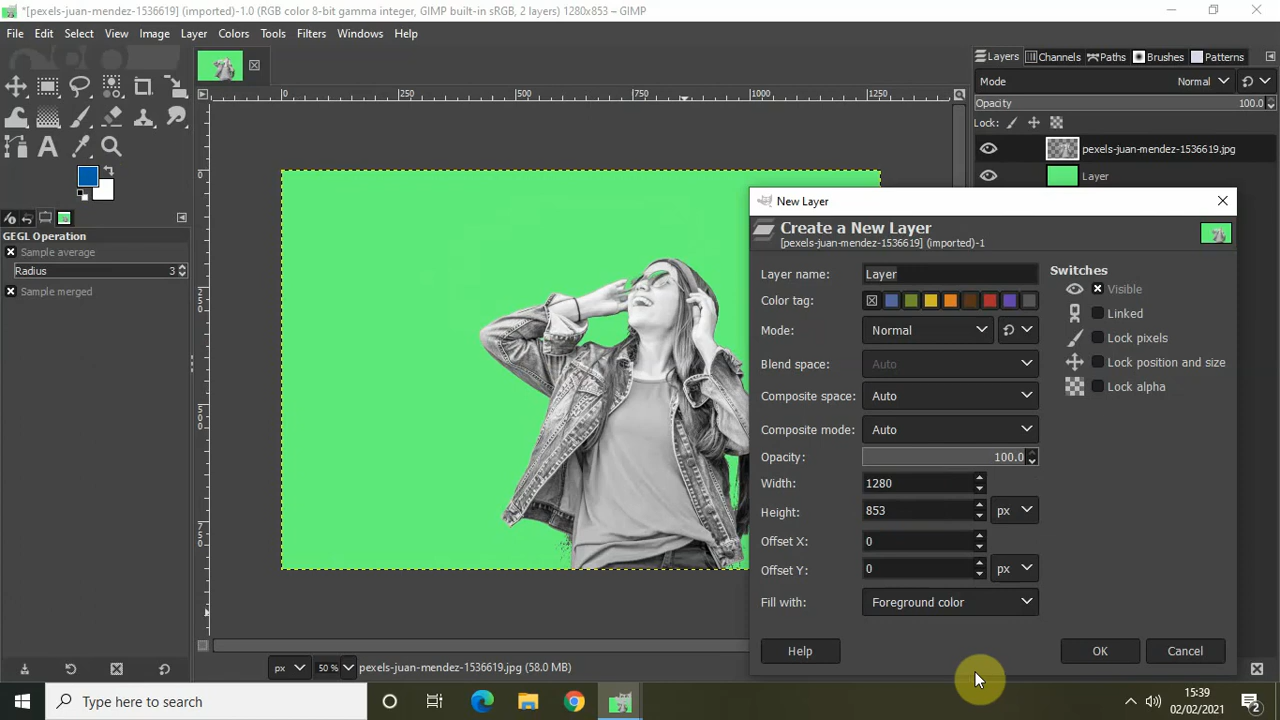 *[pexels-juan-mendez-1536619] (imported)-1.0 (RGB color 8-bit gamma integer, GIMP built-in sRGB, 2 layers) 1280x853 – GIMP
File Edit Select View Image Layer Colors Tools Filters Windows Help
Layers Channels Paths Brushes Patterns
Mode Normal
Opacity 100.0
Lock:
pexels-juan-mendez-1536619.jpg
Layer
0 250 500 750 1000 1250
0
250
500
750
GEGL Operation
Sample average
Radius 3
Sample merged
New Layer
Create a New Layer
[pexels-juan-mendez-1536619] (imported)-1
Layer name: Layer
Color tag:
Mode: Normal
Blend space: Auto
Composite space: Auto
Composite mode: Auto
Opacity: 100.0
Width: 1280
Height: 853 px
Offset X: 0
Offset Y: 0 px
Fill with: Foreground color
Switches
Visible
Linked
Lock pixels
Lock position and size
Lock alpha
Help OK Cancel
px 50 % pexels-juan-mendez-1536619.jpg (58.0 MB)
Type here to search
15:39
02/02/2021
2